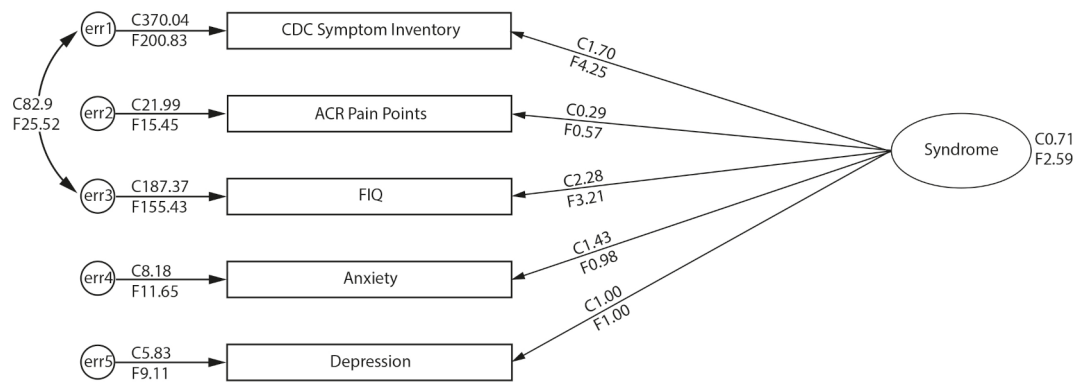 err1
C370.04
F200.83
CDC Symptom Inventory
C1.70
F4.25
C82.9
F25.52
err2
C21.99
F15.45
ACR Pain Points
C0.29
F0.57
Syndrome
C0.71
F2.59
err3
C187.37
F155.43
FIQ
C2.28
F3.21
err4
C8.18
F11.65
Anxiety
C1.43
F0.98
err5
C5.83
F9.11
Depression
C1.00
F1.00